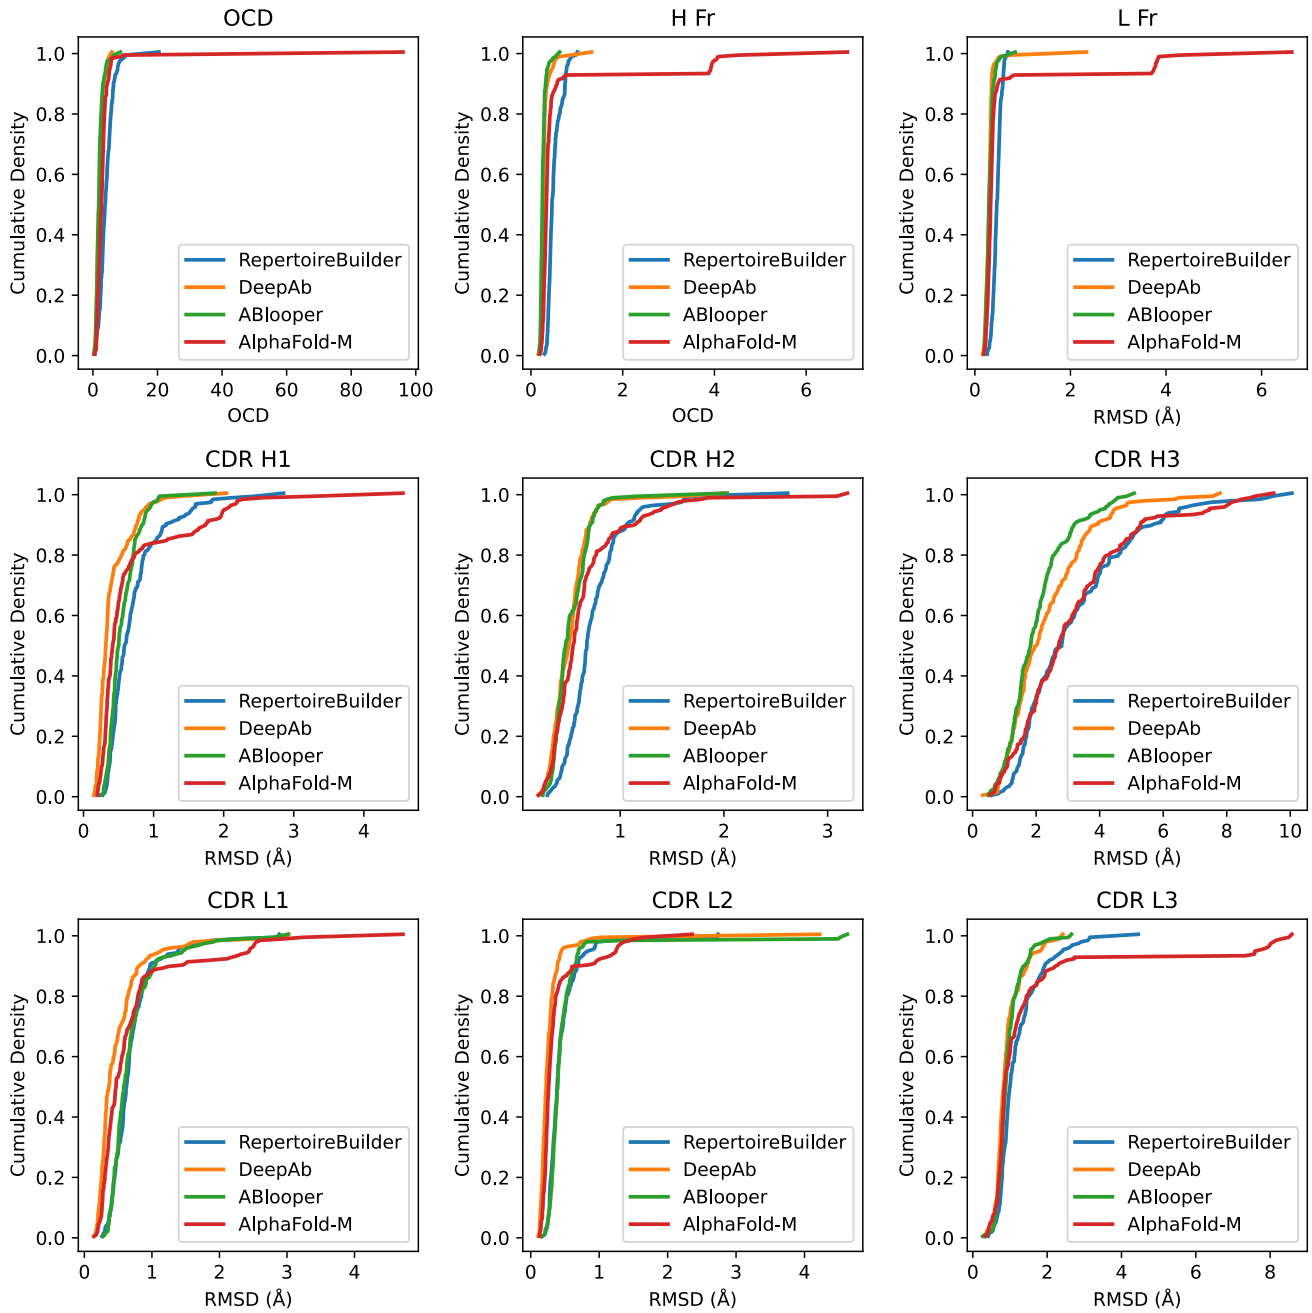 OCD
Cumulative Density
1.0
0.8
0.6
0.4
0.2
0.0
RepertoireBuilder
DeepAb
ABlooper
AlphaFold-M
0 20 40 60 80 100
OCD
H Fr
Cumulative Density
1.0
0.8
0.6
0.4
0.2
0.0
RepertoireBuilder
DeepAb
ABlooper
AlphaFold-M
0 2 4 6
OCD
L Fr
Cumulative Density
1.0
0.8
0.6
0.4
0.2
0.0
RepertoireBuilder
DeepAb
ABlooper
AlphaFold-M
0 2 4 6
RMSD (Å)
CDR H1
Cumulative Density
1.0
0.8
0.6
0.4
0.2
0.0
RepertoireBuilder
DeepAb
ABlooper
AlphaFold-M
0 1 2 3 4
RMSD (Å)
CDR H2
Cumulative Density
1.0
0.8
0.6
0.4
0.2
0.0
RepertoireBuilder
DeepAb
ABlooper
AlphaFold-M
1 2 3
RMSD (Å)
CDR H3
Cumulative Density
1.0
0.8
0.6
0.4
0.2
0.0
RepertoireBuilder
DeepAb
ABlooper
AlphaFold-M
0 2 4 6 8 10
RMSD (Å)
CDR L1
Cumulative Density
1.0
0.8
0.6
0.4
0.2
0.0
RepertoireBuilder
DeepAb
ABlooper
AlphaFold-M
0 1 2 3 4
RMSD (Å)
CDR L2
Cumulative Density
1.0
0.8
0.6
0.4
0.2
0.0
RepertoireBuilder
DeepAb
ABlooper
AlphaFold-M
0 1 2 3 4
RMSD (Å)
CDR L3
Cumulative Density
1.0
0.8
0.6
0.4
0.2
0.0
RepertoireBuilder
DeepAb
ABlooper
AlphaFold-M
0 2 4 6 8
RMSD (Å)